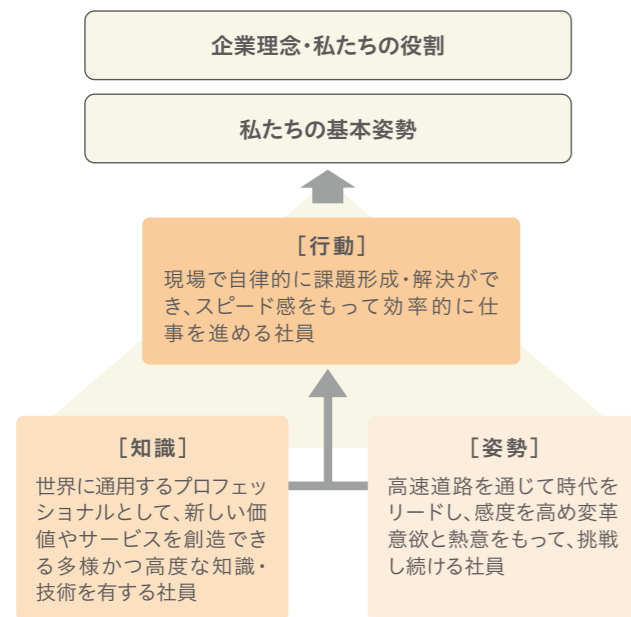 企業理念・私たちの役割
私たちの基本姿勢
［行動］
現場で自律的に課題形成・解決がで
き、スピード感をもって効率的に仕
事を進める社員
［知識］
世界に通用するプロフェッ
ショナルとして、新しい価
値やサービスを創造でき
る多様かつ高度な知識・
技術を有する社員
［姿勢］
高速道路を通じて時代を
リードし、感度を高め変革
意欲と熱意をもって、挑戦
し続ける社員